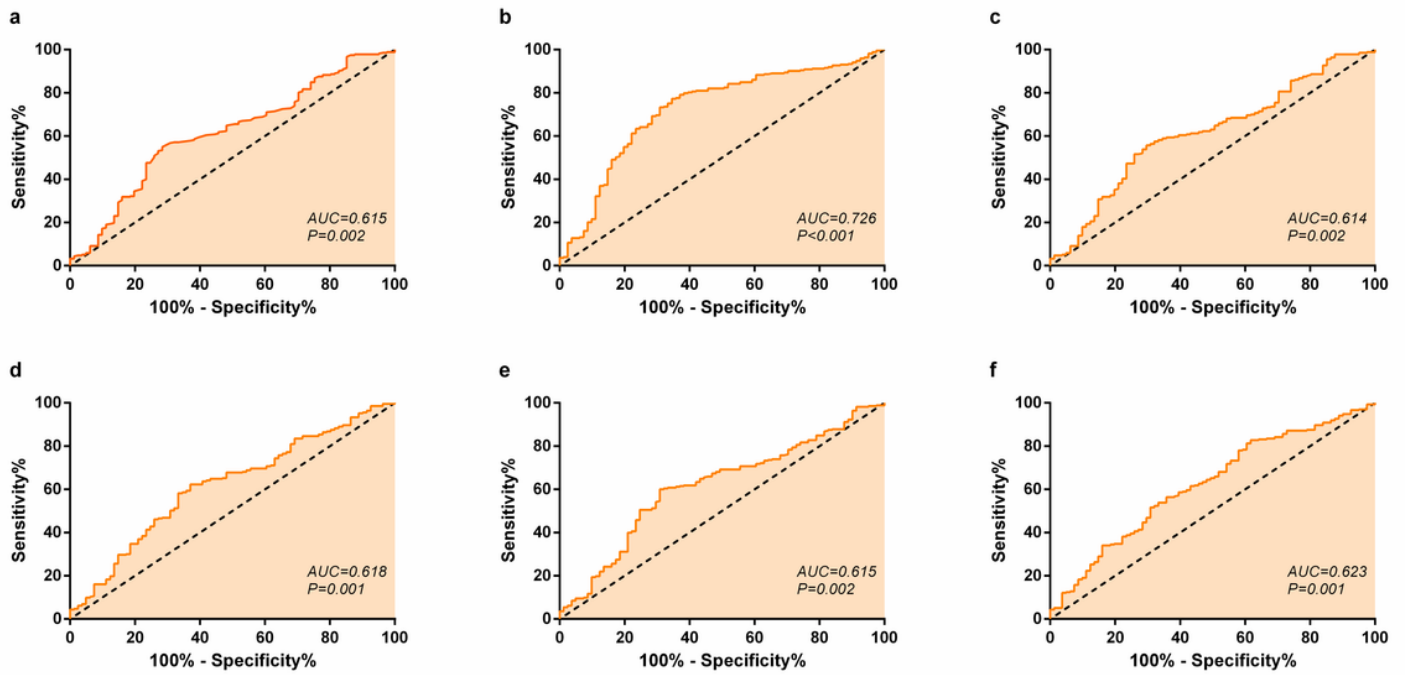 a
100
80
60
40
20
0
Sensitivity%
0 20 40 60 80 100
100% - Specificity%
AUC=0.615
P=0.002
b
100
80
60
40
20
0
Sensitivity%
0 20 40 60 80 100
100% - Specificity%
AUC=0.726
P<0.001
c
100
80
60
40
20
0
Sensitivity%
0 20 40 60 80 100
100% - Specificity%
AUC=0.614
P=0.002
d
100
80
60
40
20
0
Sensitivity%
0 20 40 60 80 100
100% - Specificity%
AUC=0.618
P=0.001
e
100
80
60
40
20
0
Sensitivity%
0 20 40 60 80 100
100% - Specificity%
AUC=0.615
P=0.002
f
100
80
60
40
20
0
Sensitivity%
0 20 40 60 80 100
100% - Specificity%
AUC=0.623
P=0.001